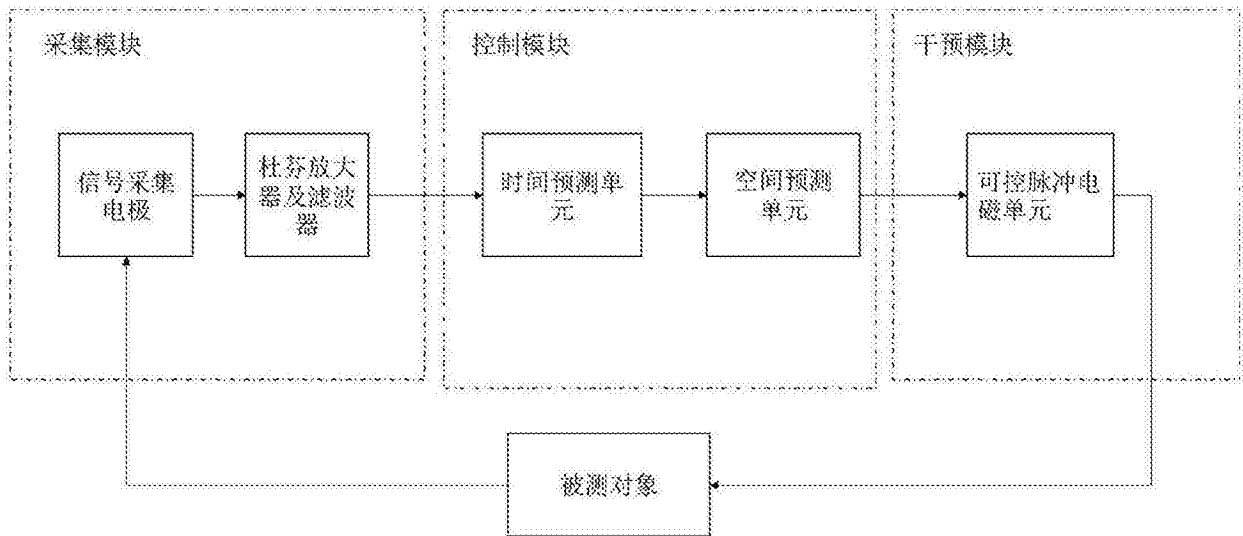 采集模块
控制模块
干预模块
信号采集
电极
杜芬放大
器及滤波
器
时间预测单
元
空间预测
单元
可控脉冲电
磁单元
被测对象